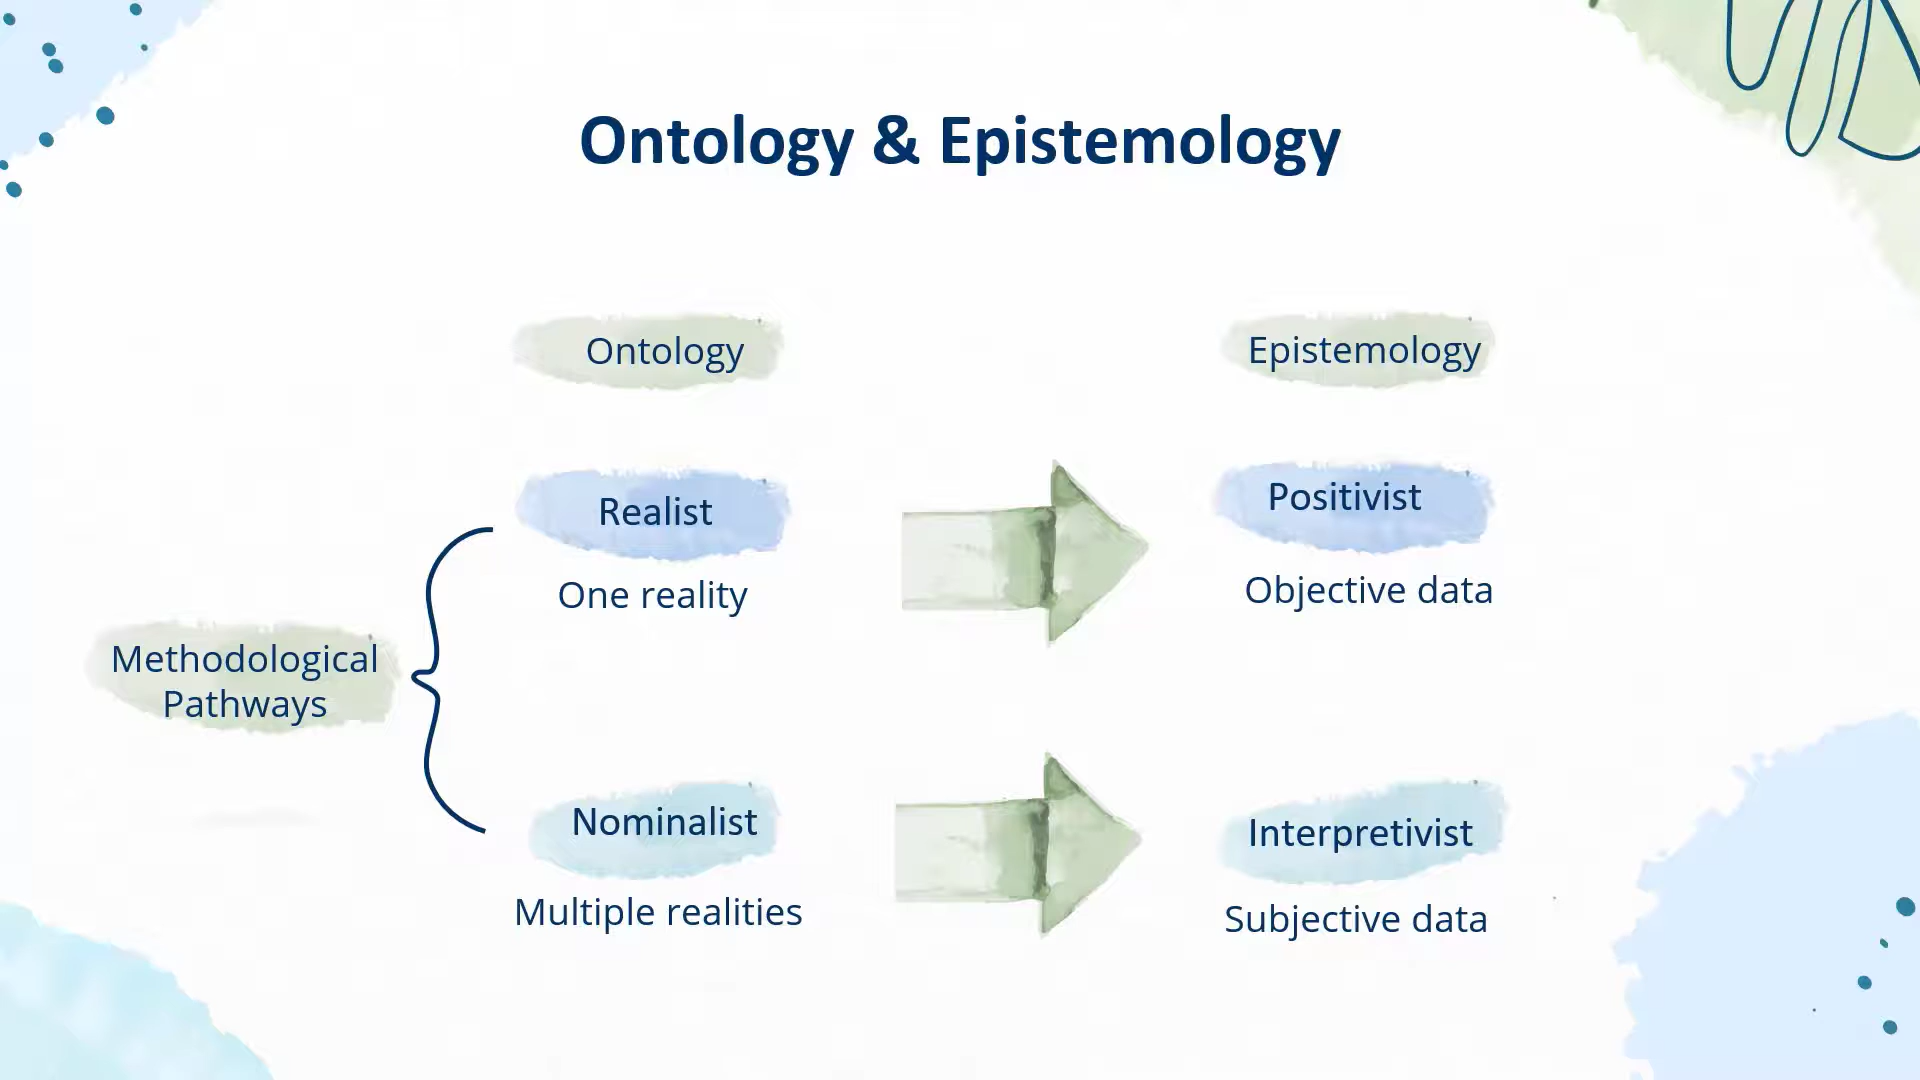 Ontology & Epistemology
Ontology
Epistemology
Realist
Positivist
One reality
Objective data
Methodological
Pathways
Nominalist
Interpretivist
Multiple realities
Subjective data